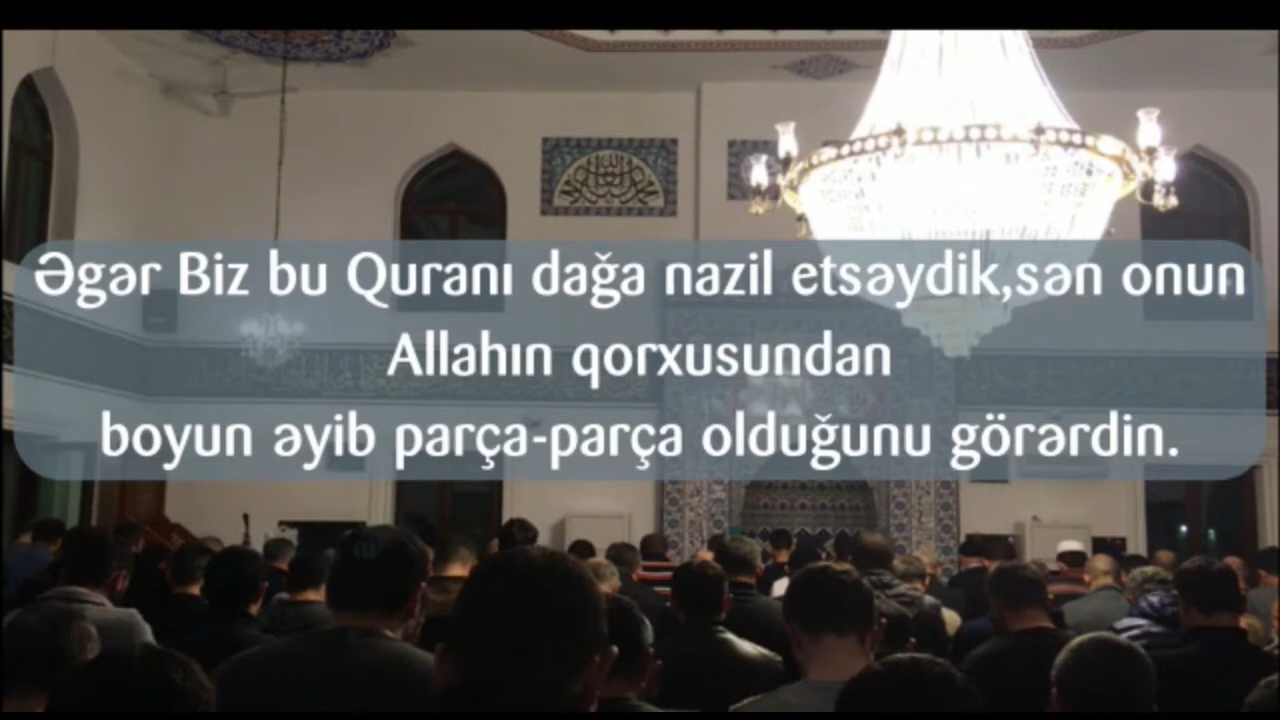 Əgər Biz bu Quranı dağa nazil etsəydik,sən onun
Allahın qorxusundan
boyun əyib parça-parça olduğunu görərdin.